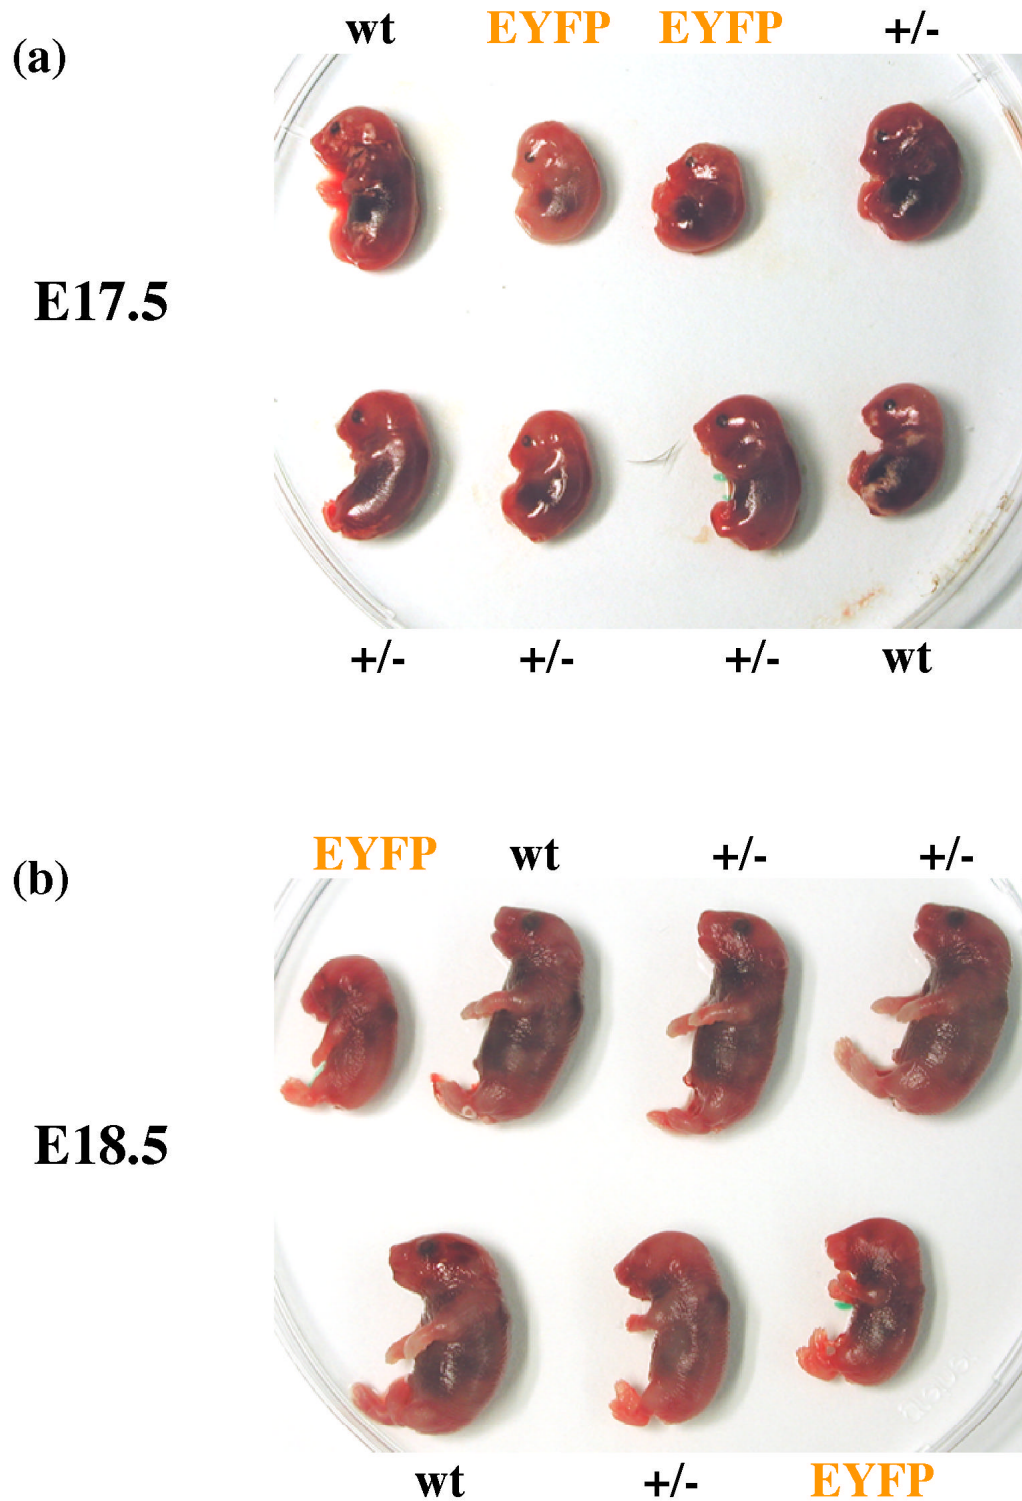 wt EYFP EYFP +/-
(a)
E17.5
+/- +/- +/- wt
EYFP wt +/- +/-
(b)
E18.5
wt +/- EYFP